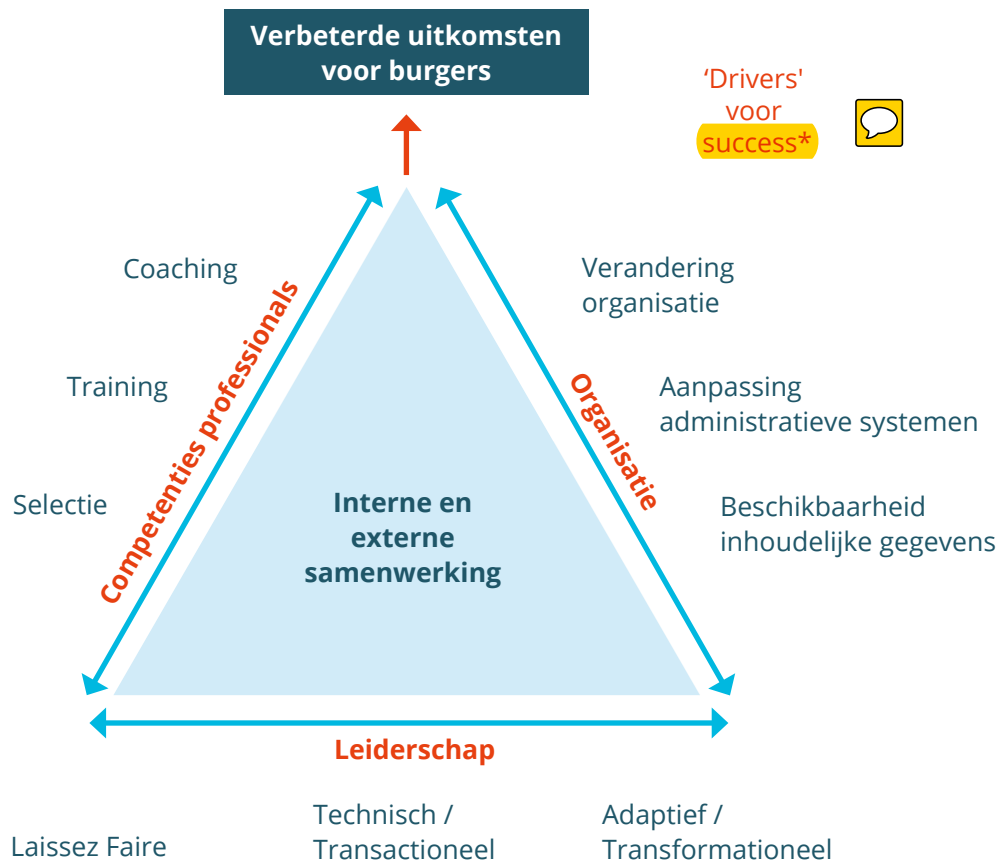 Verbeterde uitkomsten
voor burgers
‘Drivers'
voor
success*
Coaching
Training
Selectie
Competenties professionals
Verandering
organisatie
Aanpassing
administratieve systemen
Beschikbaarheid
inhoudelijke gegevens
Organisatie
Interne en
externe
samenwerking
Leiderschap
Laissez Faire
Technisch /
Transactioneel
Adaptief /
Transformationeel